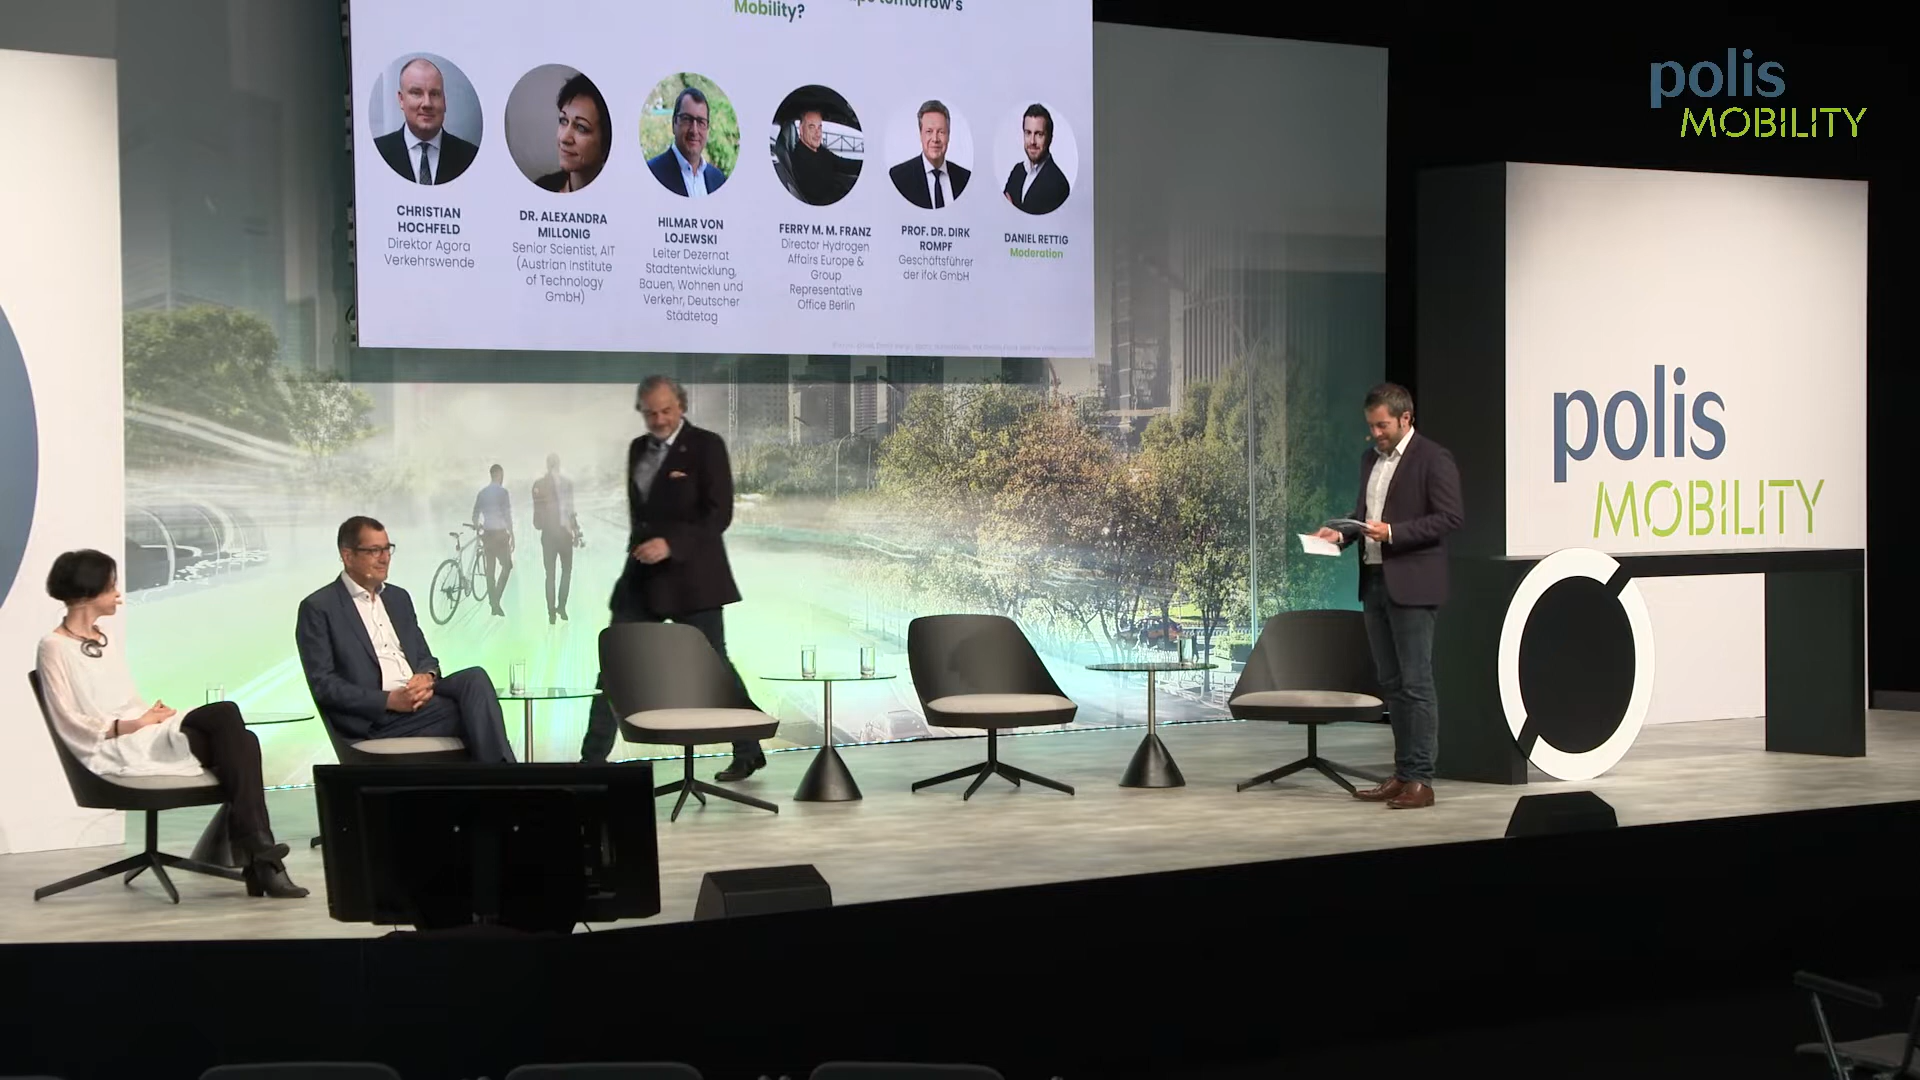 tomorrow's
Mobility?
CHRISTIAN
HOCHFELD
Direktor Agora
Verkehrswende
DR. ALEXANDRA
MILLONIG
Senior Scientist, AIT
(Austrian Institute
of Technology
GmbH)
HILMAR VON
LOJEWSKI
Leiter Dezernat
Stadtentwicklung,
Bauen, Wohnen und
Verkehr, Deutscher
Städtetag
FERRY M. M. FRANZ
Director Hydrogen
Affairs Europe &
Group
Representative
Office Berlin
PROF. DR. DIRK
ROMPF
Geschäftsführer
der ifok GmbH
DANIEL RETTIG
Moderation
polis
MOBILITY
polis
MOBILITY